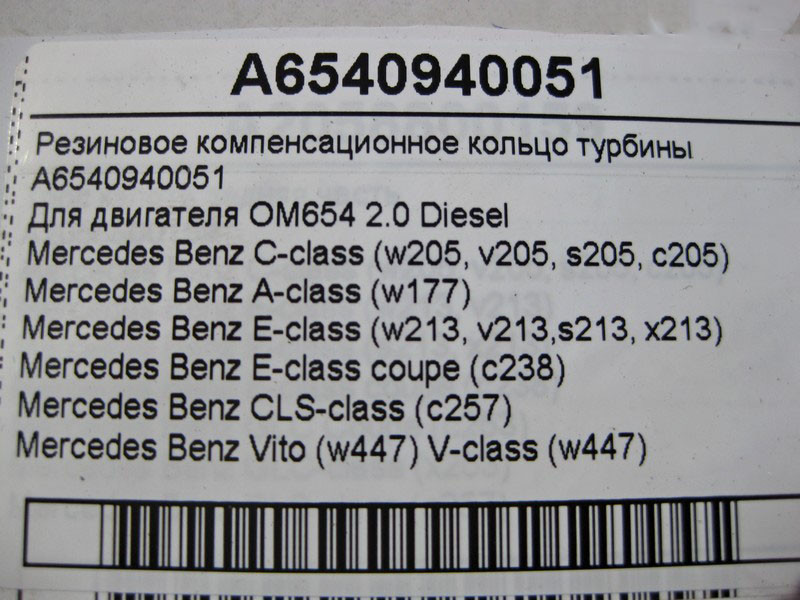 A6540940051
Резиновое компенсационное кольцо турбины
A6540940051
Для двигателя OM654 2.0 Diesel
Mercedes Benz C-class (w205, v205, s205, c205)
Mercedes Benz A-class (w177)
Mercedes Benz E-class (w213, v213,s213, x213)
Mercedes Benz E-class coupe (c238)
Mercedes Benz CLS-class (c257)
Mercedes Benz Vito (w447) V-class (w447)